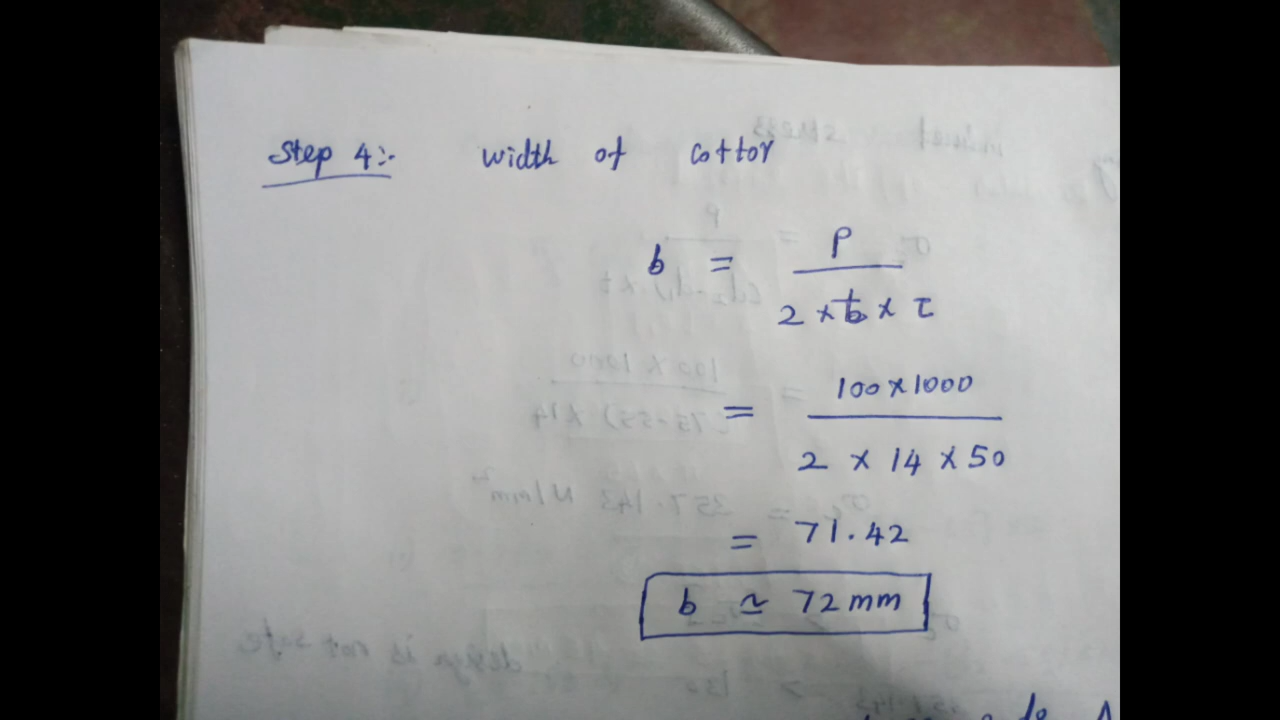 Step 4:- width of cottor
b = P
2 × t × τ
= 100 × 1000
2 × 14 × 50
= 71.42
b ≃ 72 mm